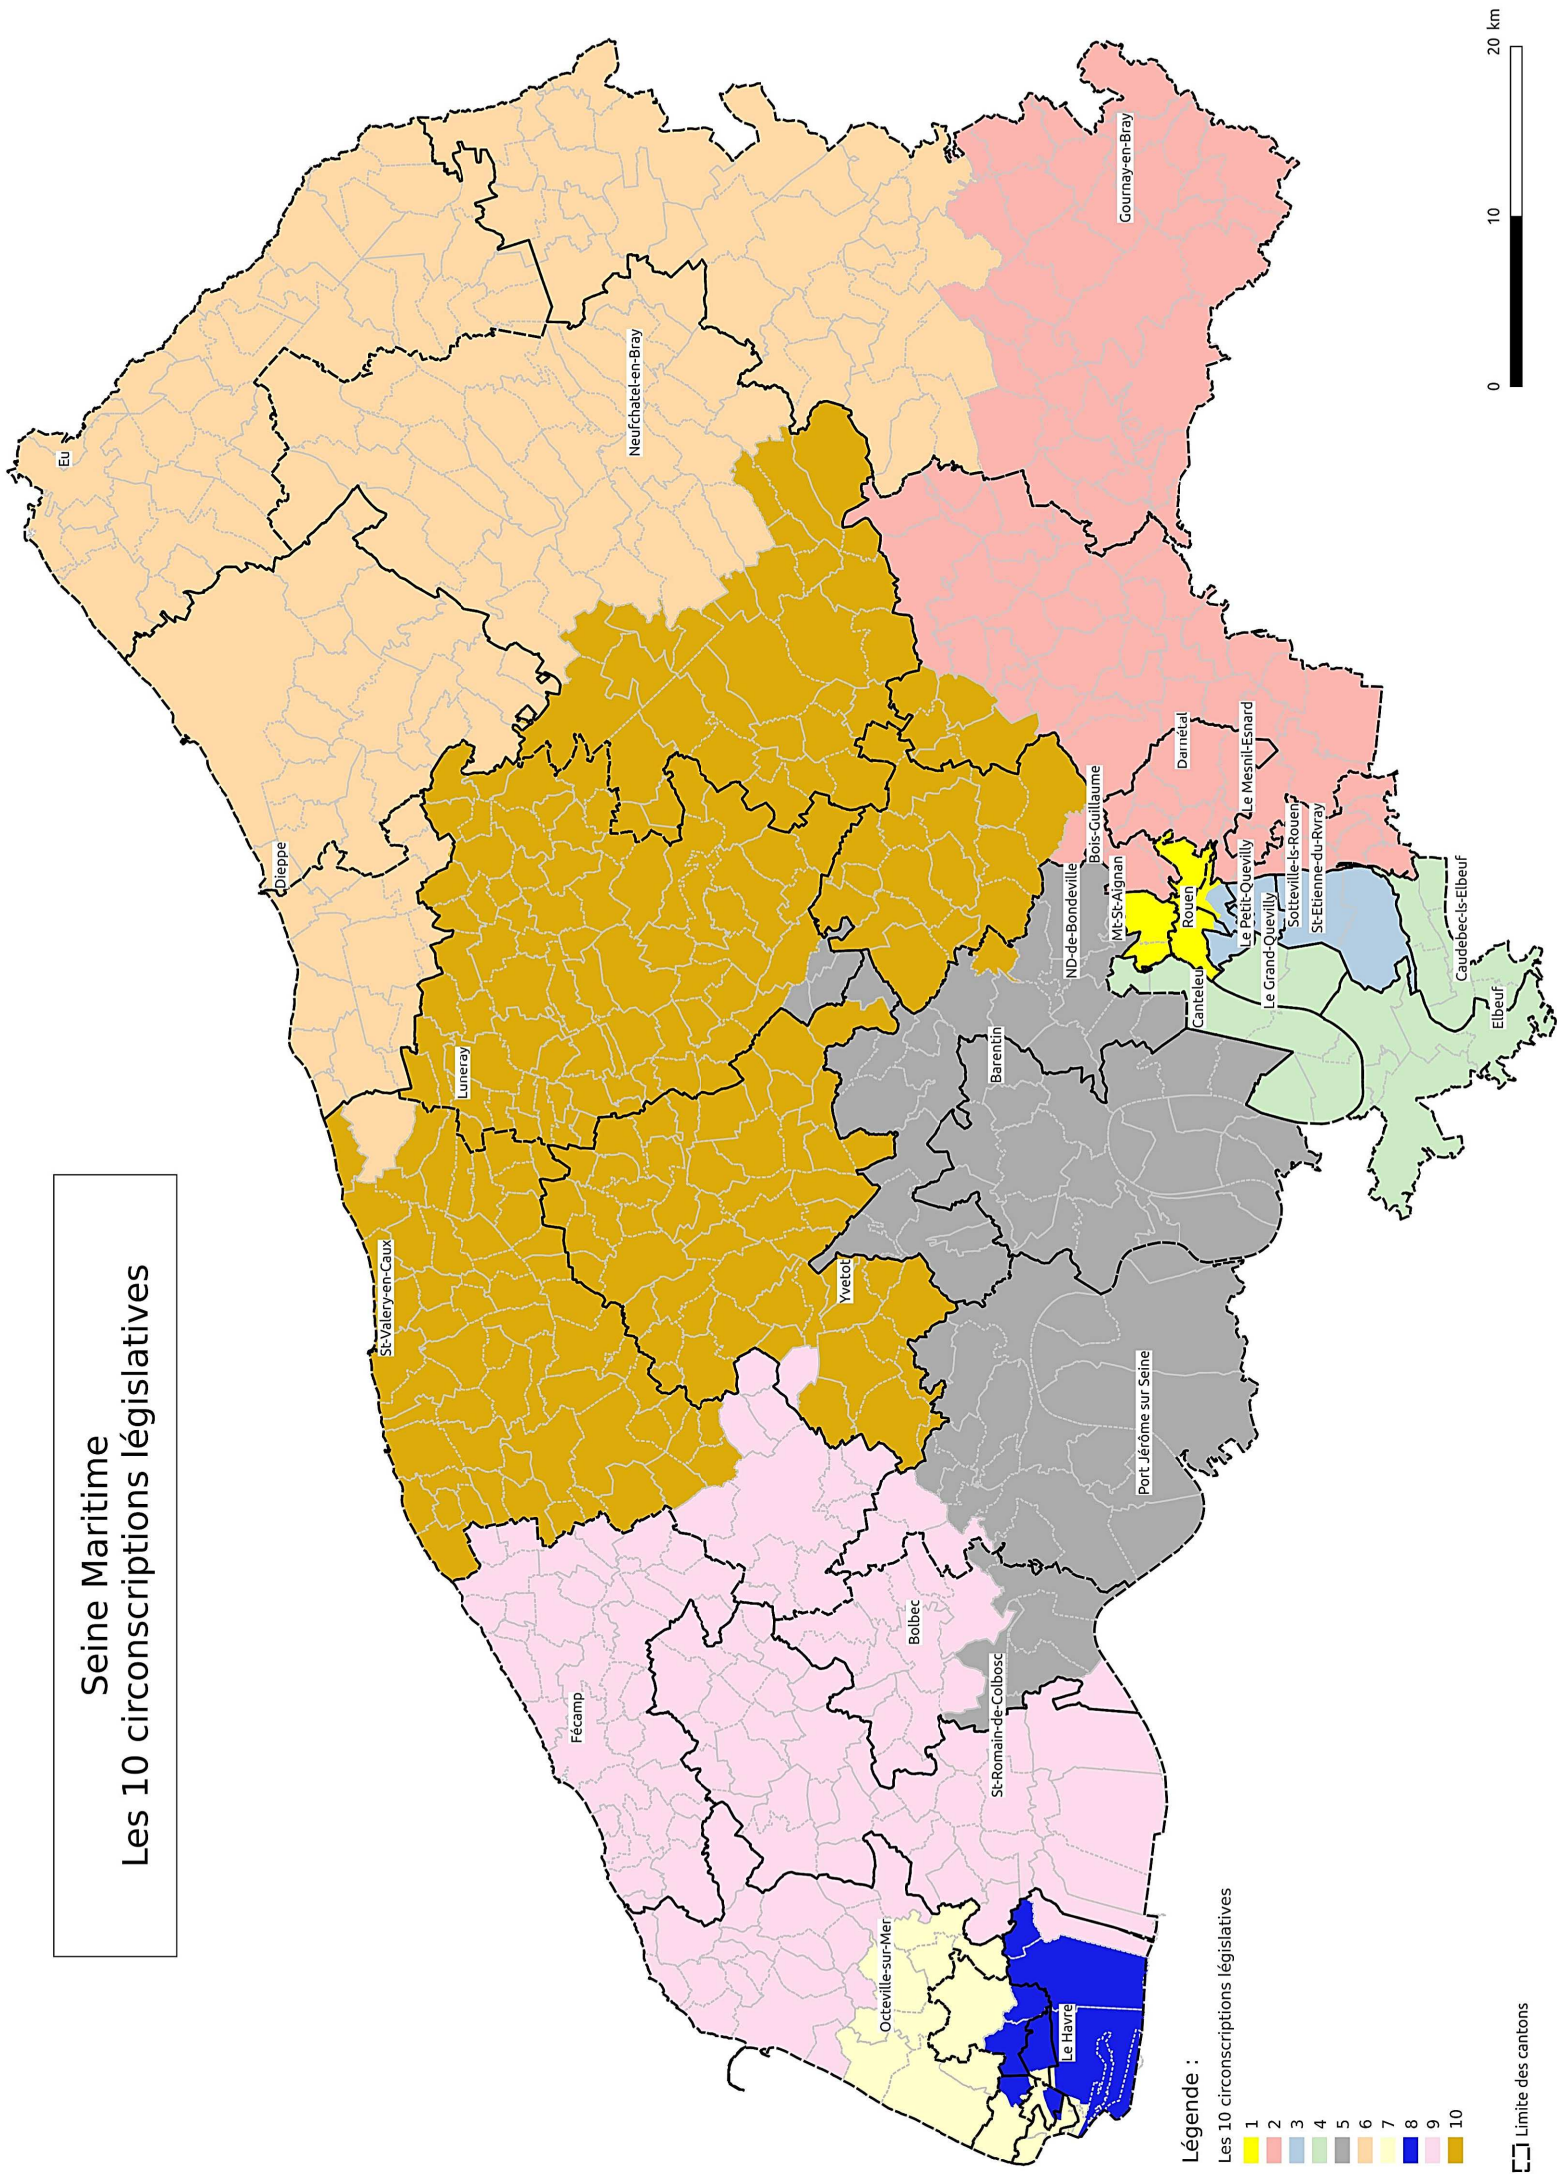 Seine Maritime
Les 10 circonscriptions législatives
Eu
Dieppe
Neufchatel-en-Bray
St-Valery-en-Caux
Luneray
Fécamp
Yvetot
Gournay-en-Bray
Bolbec
Barentin
Octeville-sur-Mer
St-Romain-de-Colbosc
Port Jérôme sur Seine
ND-de-Bondeville
Bois-Guillaume
Mt-St-Aignan
Darnétal
Rouen
Canteleu
Le Mesnil-Esnard
Le Petit-Quevilly
Le Grand-Quevilly
Sotteville-ls-Rouen
St-Etienne-du-Rvray
Caudebec-ls-Elbeuf
Elbeuf
Le Havre
Légende :
Les 10 circonscriptions législatives
1
2
3
4
5
6
7
8
9
10
Limite des cantons
0 10 20 km